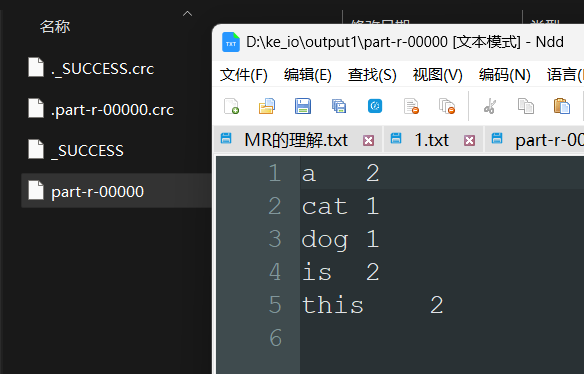 名称
修改日期
类型
._SUCCESS.crc
.part-r-00000.crc
_SUCCESS
part-r-00000
D:\ke_io\output1\part-r-00000 [文本模式] - Ndd
文件(F) 编辑(E) 查找(S) 视图(V) 编码(N) 语言(
MR的理解.txt 1.txt part-r-00
1 a 2
2 cat 1
3 dog 1
4 is 2
5 this 2
6